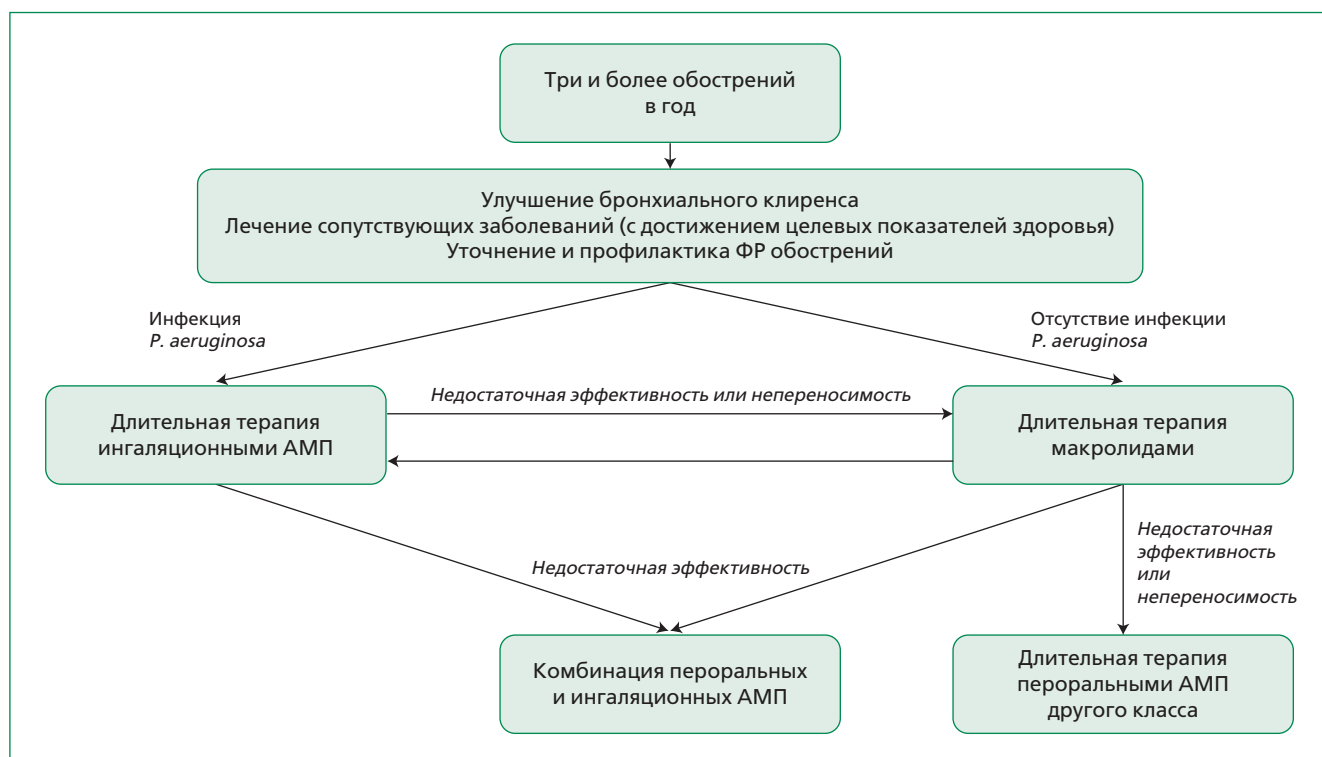 Три и более обострений
в год
Улучшение бронхиального клиренса
Лечение сопутствующих заболеваний (с достижением целевых показателей здоровья)
Уточнение и профилактика ФР обострений
Инфекция
P. aeruginosa
Отсутствие инфекции
P. aeruginosa
Длительная терапия
ингаляционными АМП
Недостаточная эффективность или непереносимость
Длительная терапия
макролидами
Недостаточная эффективность
Недостаточная
эффективность
или
непереносимость
Комбинация пероральных
и ингаляционных АМП
Длительная терапия
пероральными АМП
другого класса